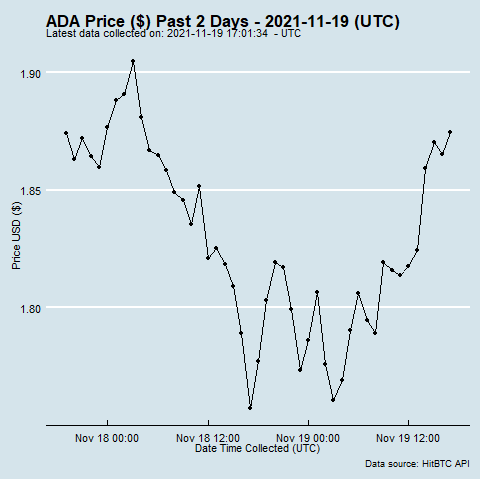 ADA Price ($) Past 2 Days - 2021-11-19 (UTC)
Latest data collected on: 2021-11-19 17:01:34 - UTC
1.90
1.85
1.80
Price USD ($)
Nov 18 00:00 Nov 18 12:00 Nov 19 00:00 Nov 19 12:00
Date Time Collected (UTC)
Data source: HitBTC API